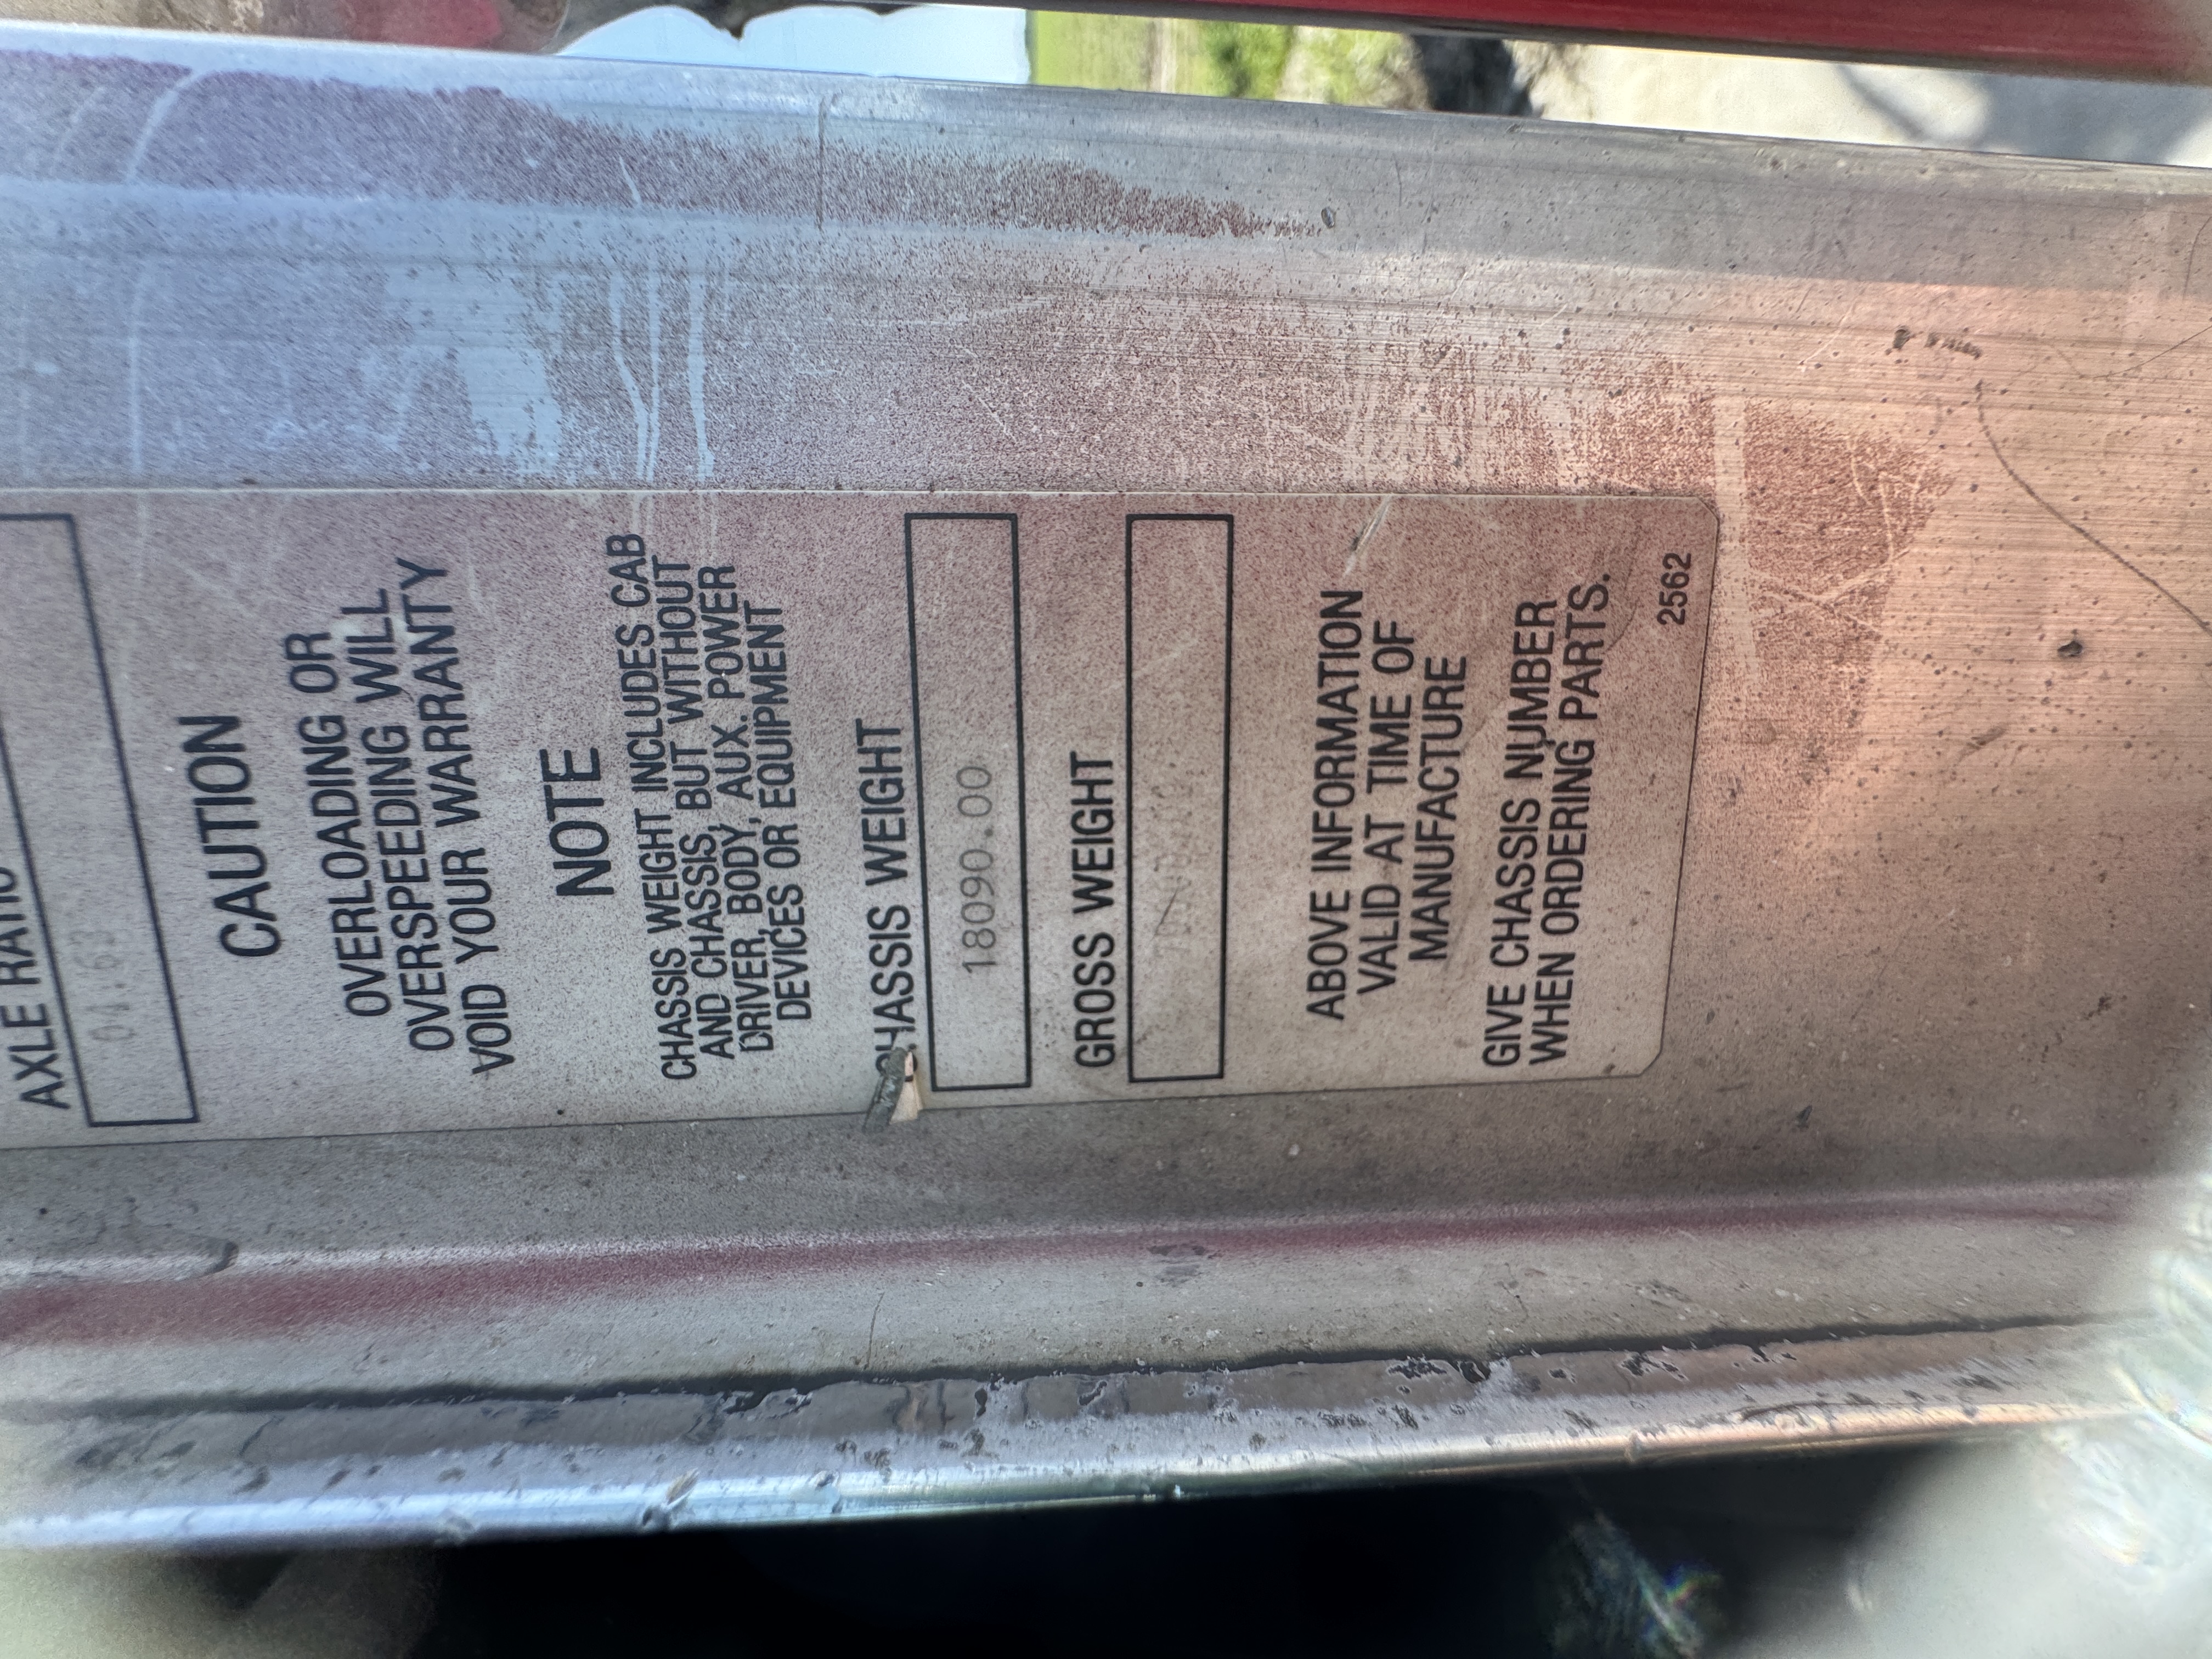 AXLE RATIO
04.63
CAUTION
OVERLOADING OR
OVERSPEEDING WILL
VOID YOUR WARRANTY
NOTE
CHASSIS WEIGHT INCLUDES CAB
AND CHASSIS, BUT WITHOUT
DRIVER, BODY, AUX. POWER
DEVICES OR EQUIPMENT
CHASSIS WEIGHT
18090.00
GROSS WEIGHT
ABOVE INFORMATION
VALID AT TIME OF
MANUFACTURE
GIVE CHASSIS NUMBER
WHEN ORDERING PARTS.
2562